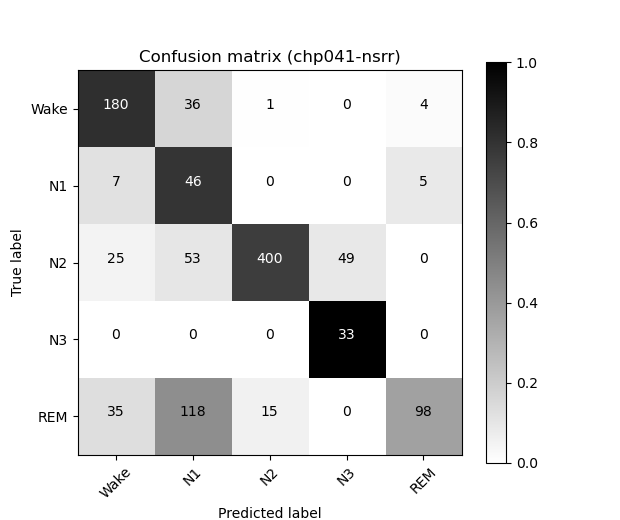 Confusion matrix (chp041-nsrr)
True label
Wake 180 36 1 0 4
N1 7 46 0 0 5
N2 25 53 400 49 0
N3 0 0 0 33 0
REM 35 118 15 0 98
Wake N1 N2 N3 REM
Predicted label
1.0
0.8
0.6
0.4
0.2
0.0